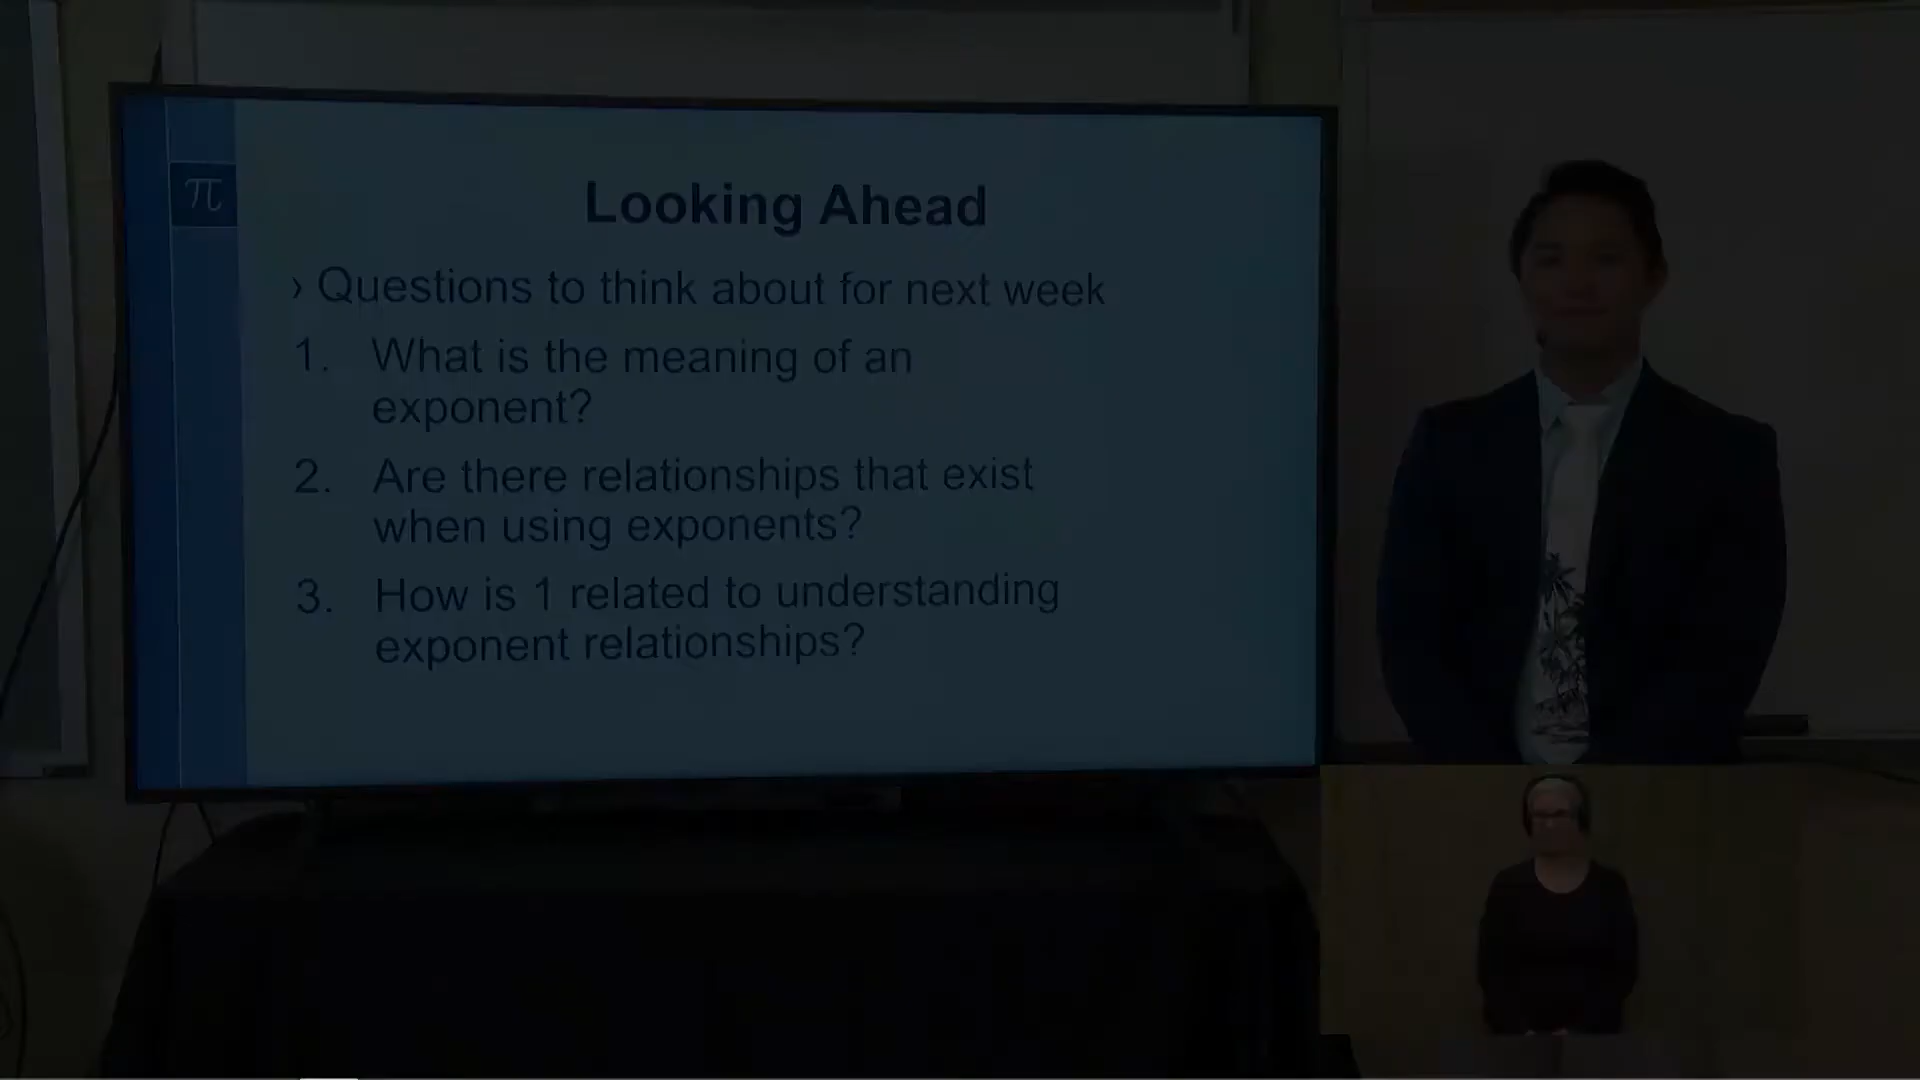 π
Looking Ahead
› Questions to think about for next week
1. What is the meaning of an
exponent?
2. Are there relationships that exist
when using exponents?
3. How is 1 related to understanding
exponent relationships?